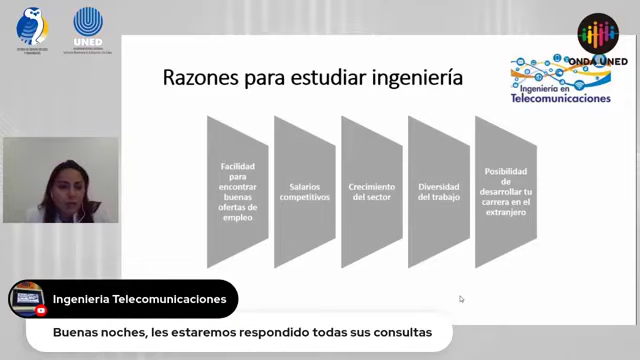 UNED
ONDA UNED
Razones para estudiar ingeniería
Ingeniería en
Telecomunicaciones
Facilidad
para
encontrar
buenas
ofertas de
empleo
Salarios
competitivos
Crecimiento
del sector
Diversidad
del trabajo
Posibilidad
de
desarrollar tu
carrera en el
extranjero
Ingenieria Telecomunicaciones
Buenas noches, les estaremos respondido todas sus consultas